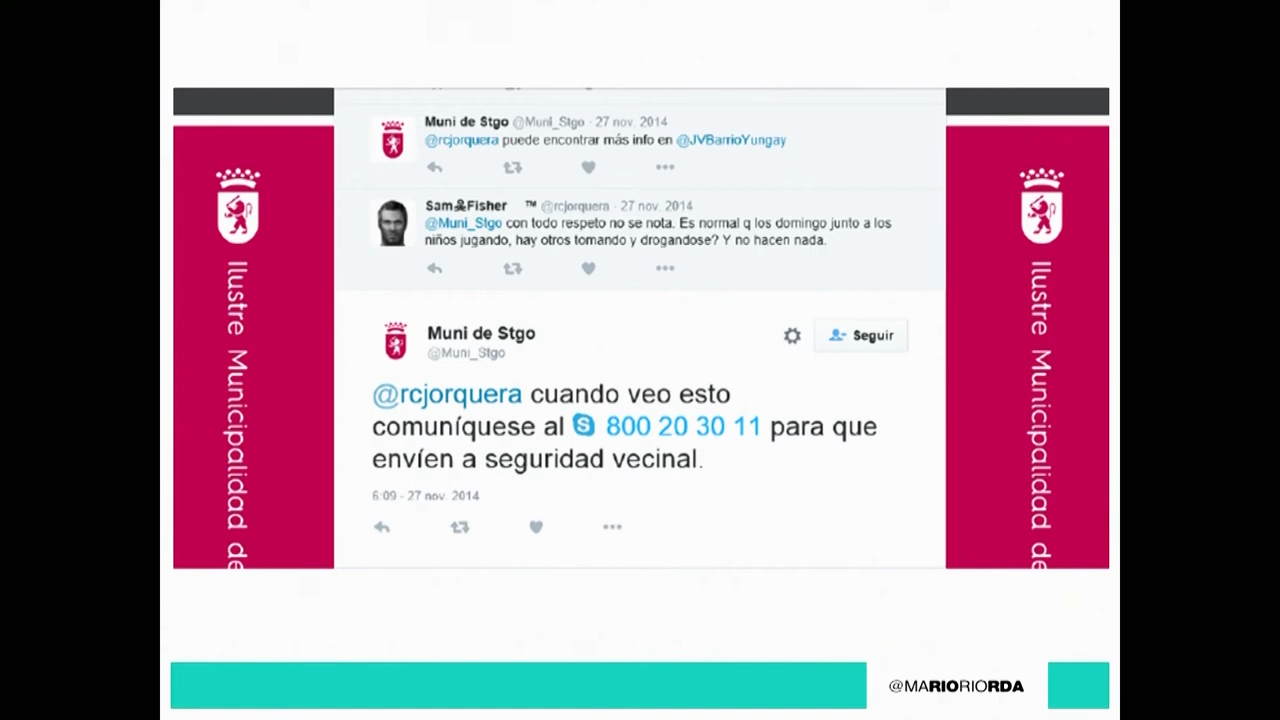 Muni de Stgo @Muni_Stgo · 27 nov. 2014
@rcjorquera puede encontrar más info en @JVBarrioYungay
Sam Fisher ™ @rcjorquera · 27 nov. 2014
@Muni_Stgo con todo respeto no se nota. Es normal q los domingo junto a los
niños jugando, hay otros tomando y drogandose? Y no hacen nada.
Muni de Stgo
@Muni_Stgo
Seguir
@rcjorquera cuando veo esto
comuníquese al 800 20 30 11 para que
envíen a seguridad vecinal.
6:09 - 27 nov. 2014
Ilustre Municipalidad de
Ilustre Municipalidad de
@MARIORIORDA